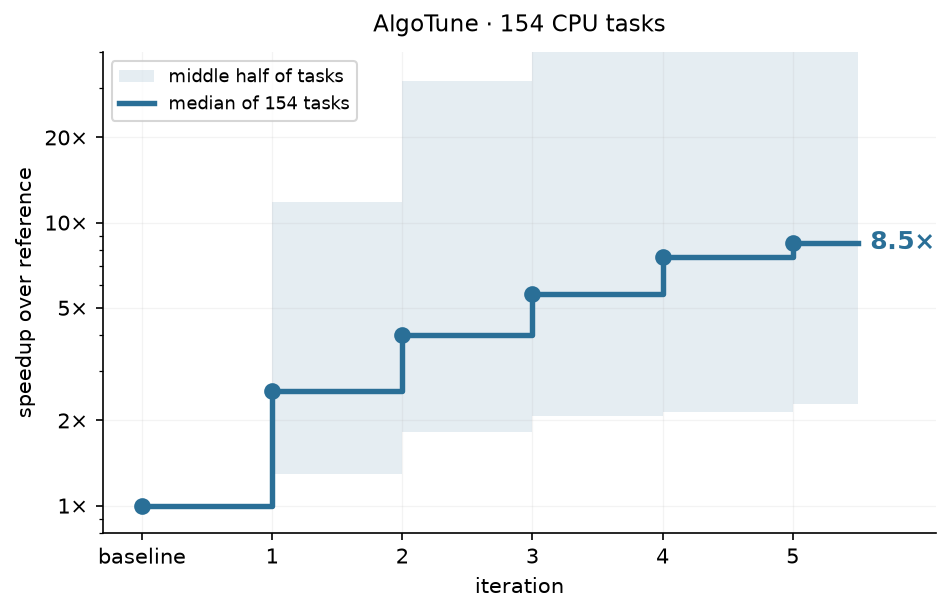 AlgoTune · 154 CPU tasks
middle half of tasks
median of 154 tasks
speedup over reference
20×
10×
5×
2×
1×
8.5×
baseline 1 2 3 4 5
iteration